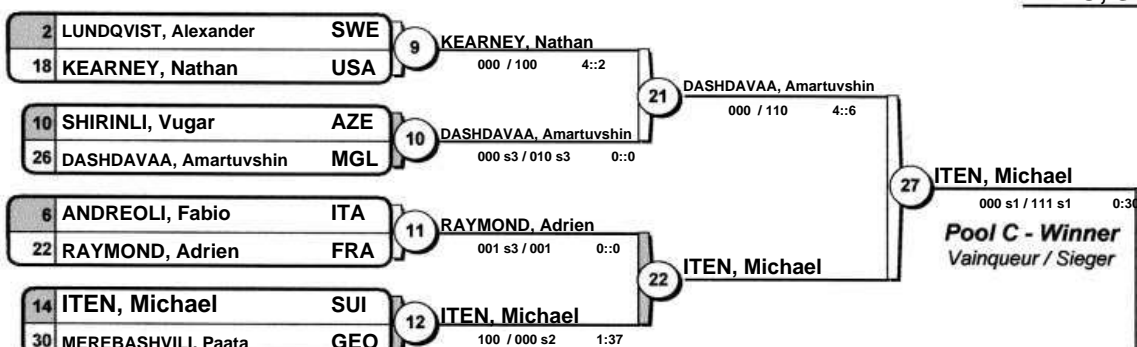 2 LUNDQVIST, Alexander SWE
18 KEARNEY, Nathan USA
9
KEARNEY, Nathan
000 / 100 4::2
10 SHIRINLI, Vugar AZE
26 DASHDAVAA, Amartuvshin MGL
10
DASHDAVAA, Amartuvshin
000 s3 / 010 s3 0::0
21
DASHDAVAA, Amartuvshin
000 / 110 4::6
6 ANDREOLI, Fabio ITA
22 RAYMOND, Adrien FRA
11
RAYMOND, Adrien
001 s3 / 001 0::0
14 ITEN, Michael SUI
30 MEREBASHVILI, Paata GEO
12
ITEN, Michael
100 / 000 s2 1:37
22
ITEN, Michael
27
ITEN, Michael
000 s1 / 111 s1 0:30
Pool C - Winner
Vainqueur / Sieger